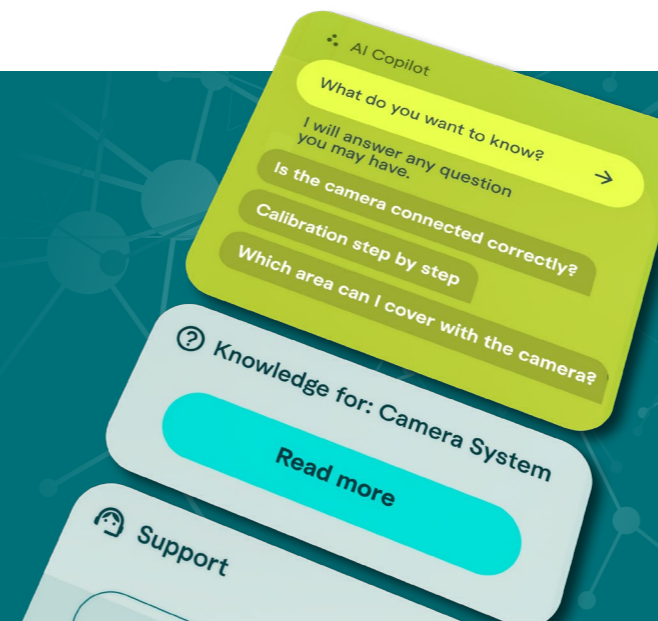 AI Copilot
What do you want to know?
I will answer any question
you may have.
Is the camera connected correctly?
Calibration step by step
Which area can I cover with the camera?
Knowledge for: Camera System
Read more
Support